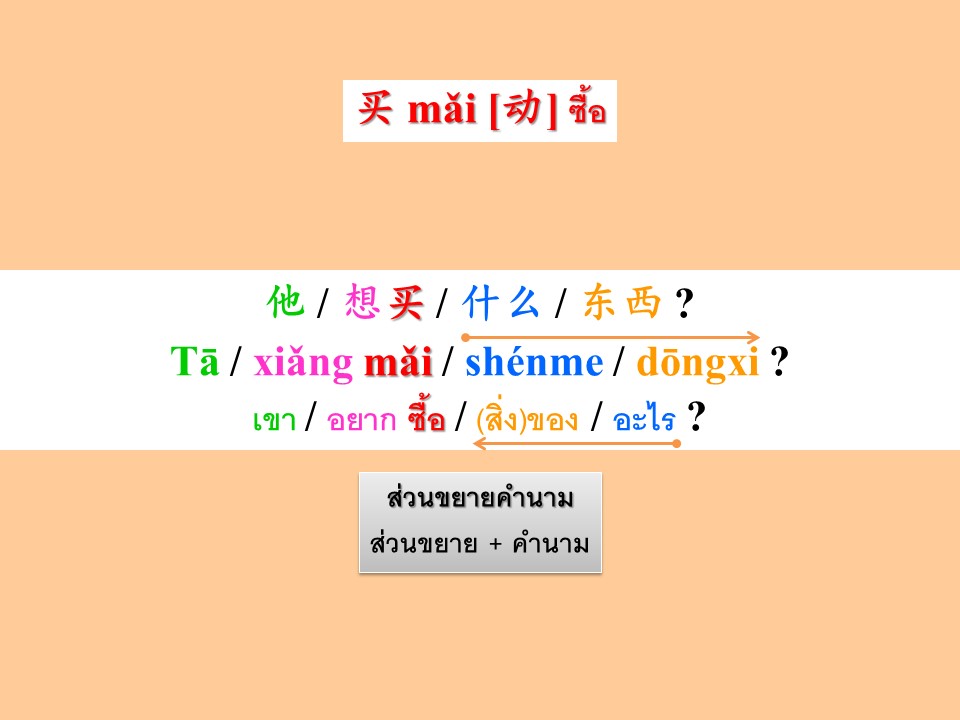 买 mǎi [动] ซื้อ
他 / 想买 / 什么 / 东西 ?
Tā / xiǎng mǎi / shénme / dōngxi ?
เขา / อยาก ซื้อ / (สิ่ง)ของ / อะไร ?
ส่วนขยายคำนาม
ส่วนขยาย + คำนาม